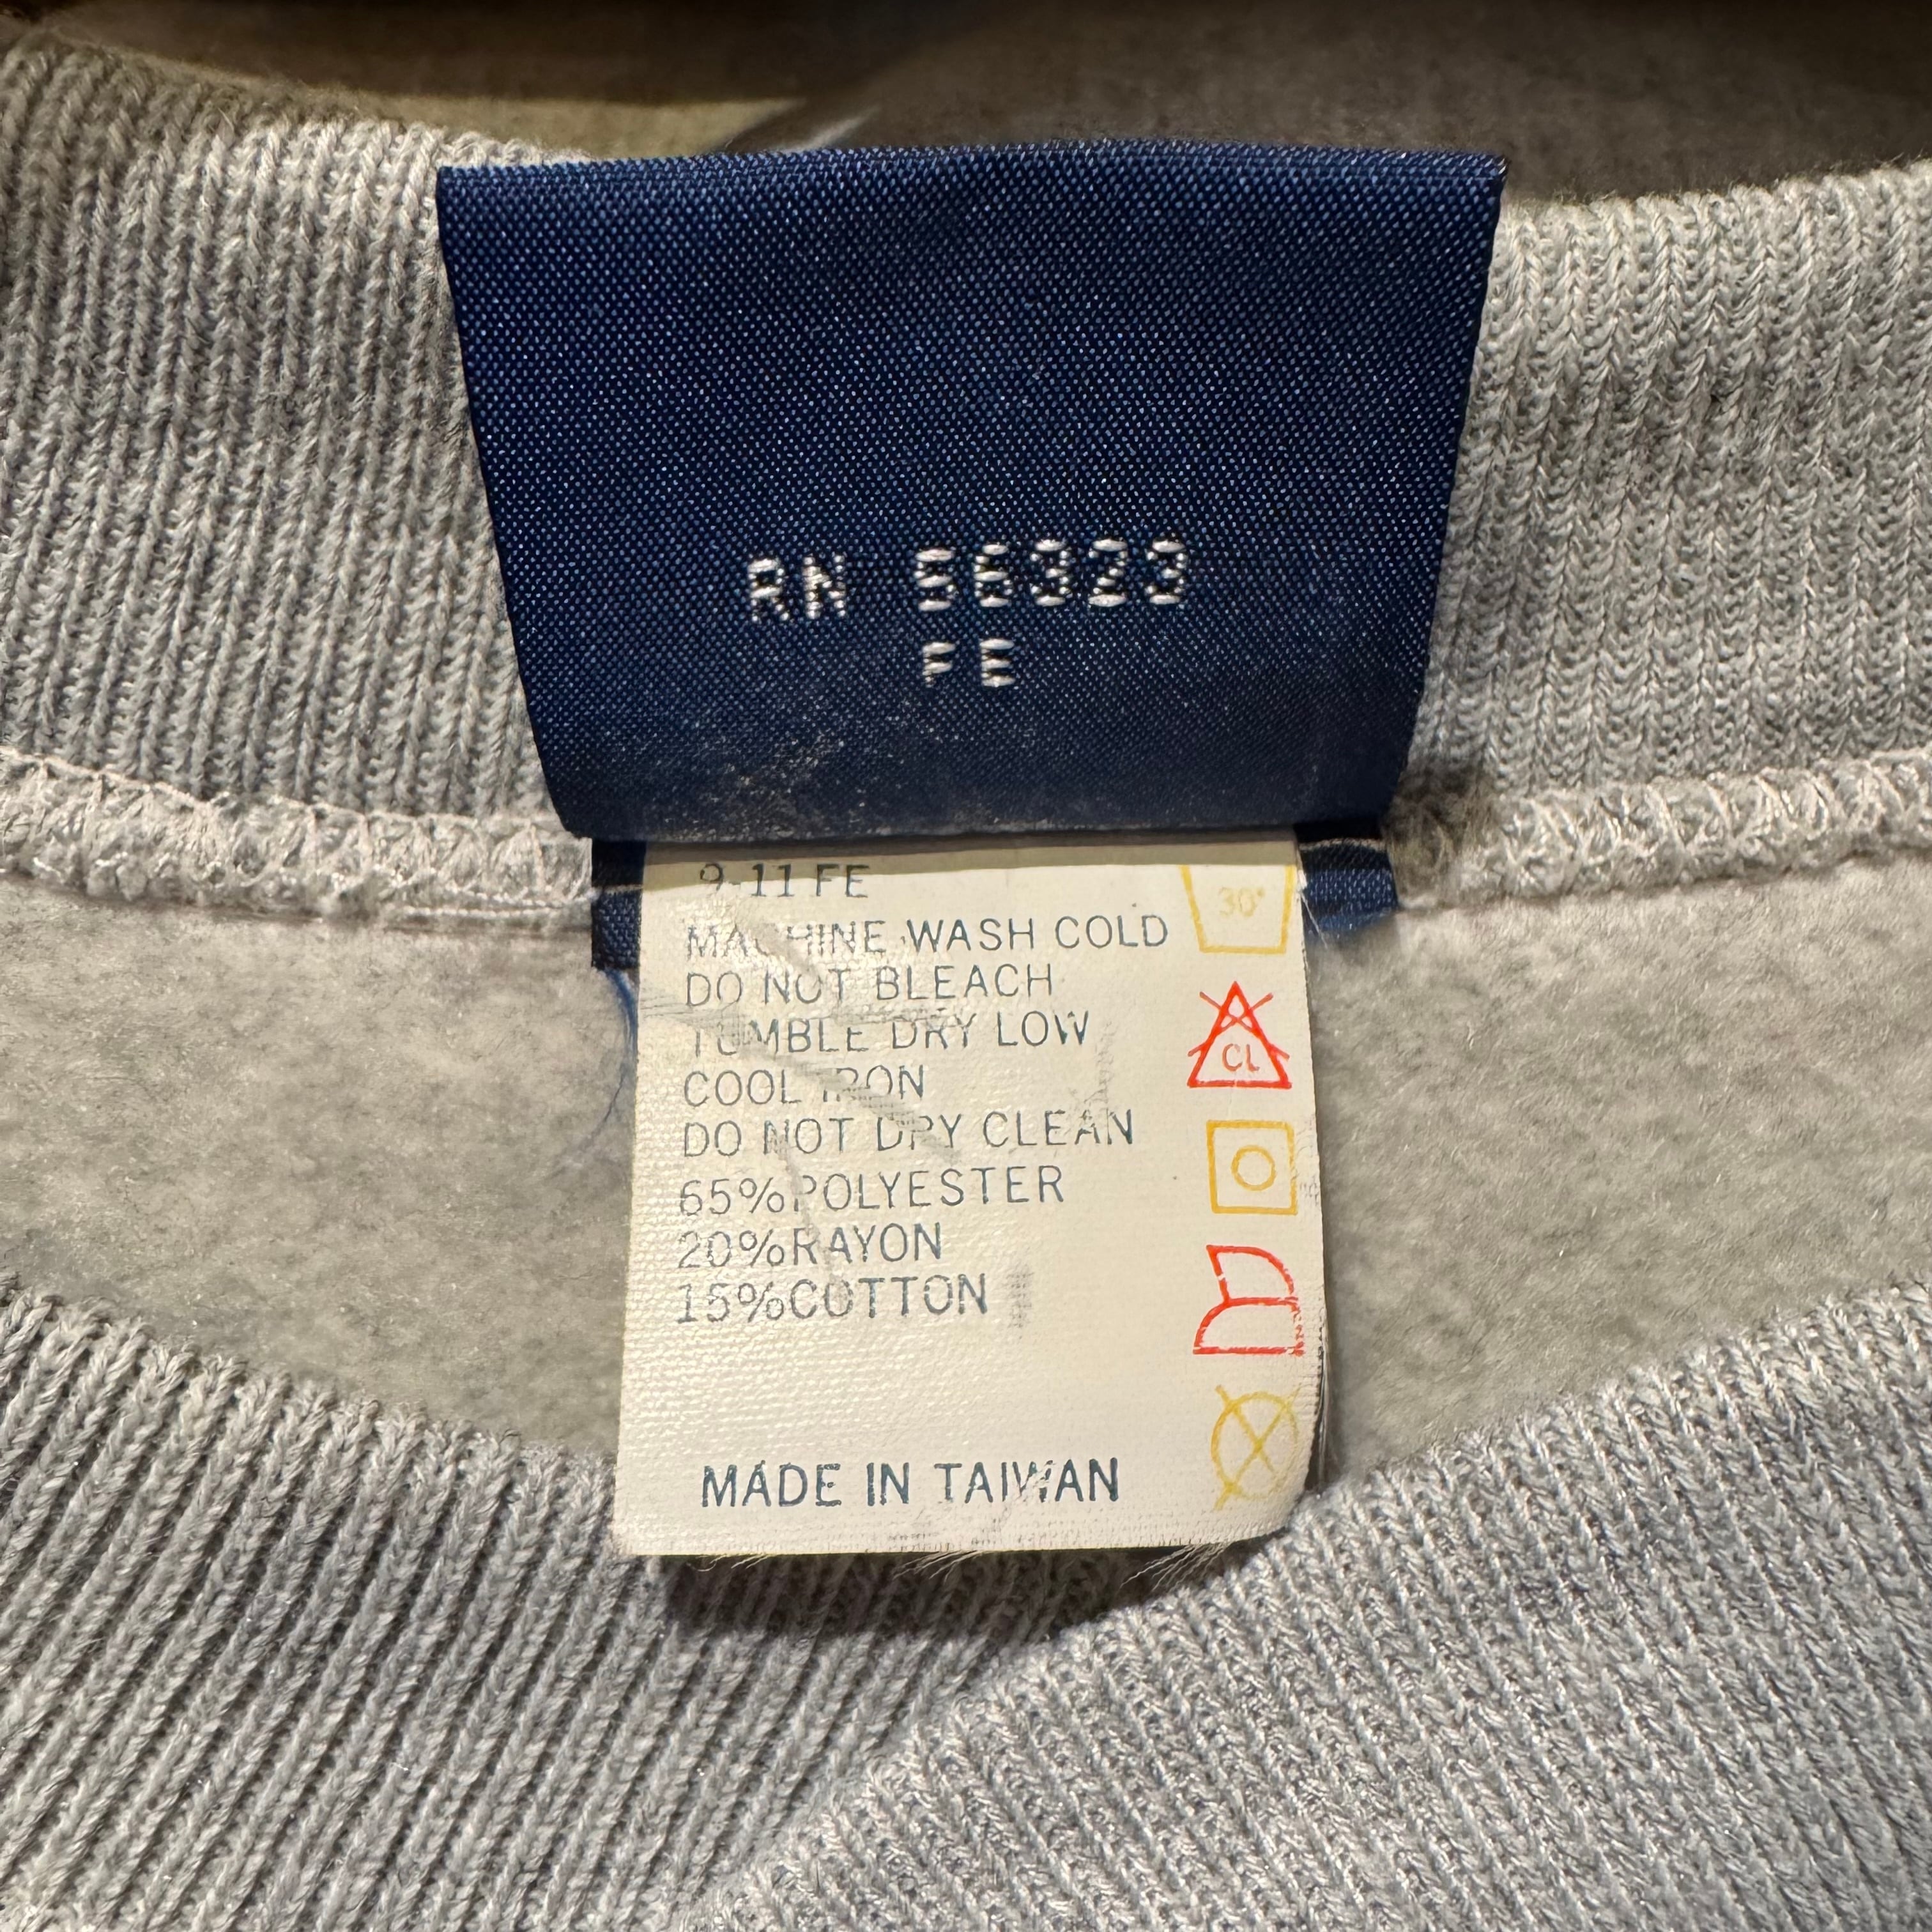 RN 56323
FE
9-11 FE
30°
MACHINE WASH COLD
DO NOT BLEACH
TUMBLE DRY LOW
CL
COOL IRON
DO NOT DRY CLEAN
65%POLYESTER
20%RAYON
15%COTTON
MADE IN TAIWAN